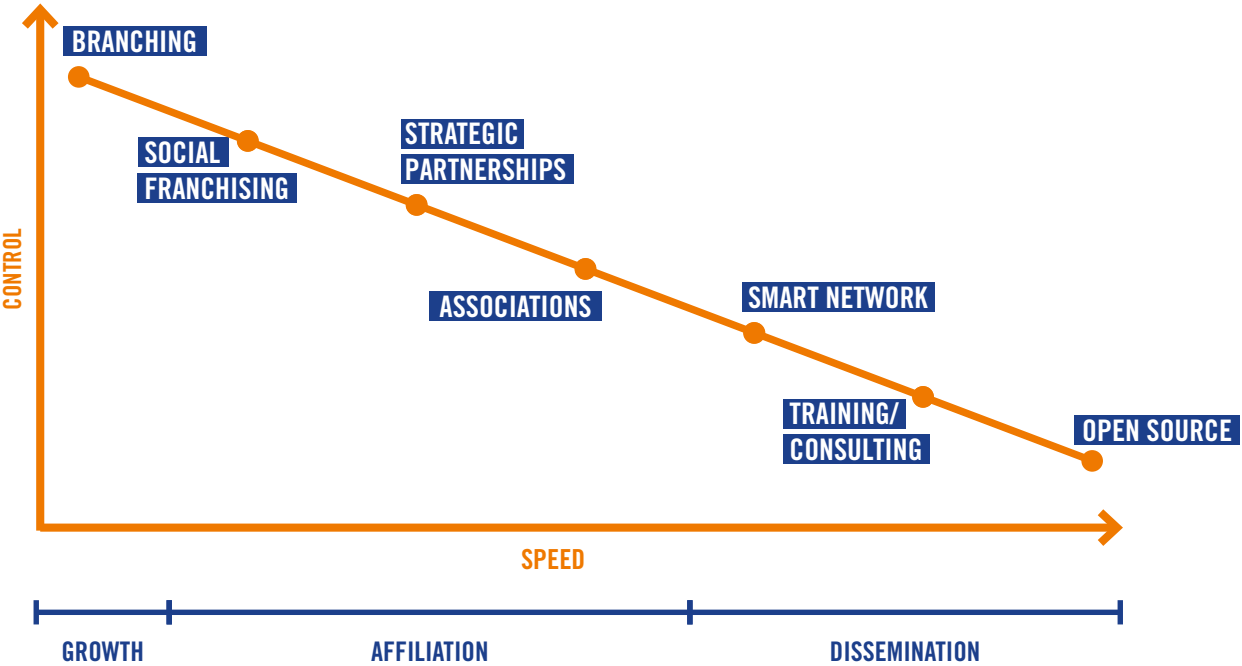 BRANCHING
SOCIAL
FRANCHISING
STRATEGIC
PARTNERSHIPS
ASSOCIATIONS
SMART NETWORK
TRAINING/
CONSULTING
OPEN SOURCE
CONTROL
SPEED
GROWTH
AFFILIATION
DISSEMINATION